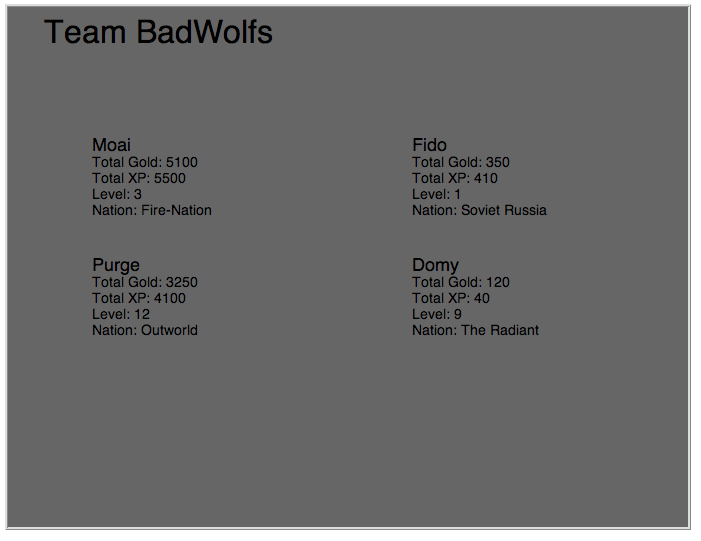 Team BadWolfs
Moai
Total Gold: 5100
Total XP: 5500
Level: 3
Nation: Fire-Nation
Fido
Total Gold: 350
Total XP: 410
Level: 1
Nation: Soviet Russia
Purge
Total Gold: 3250
Total XP: 4100
Level: 12
Nation: Outworld
Domy
Total Gold: 120
Total XP: 40
Level: 9
Nation: The Radiant